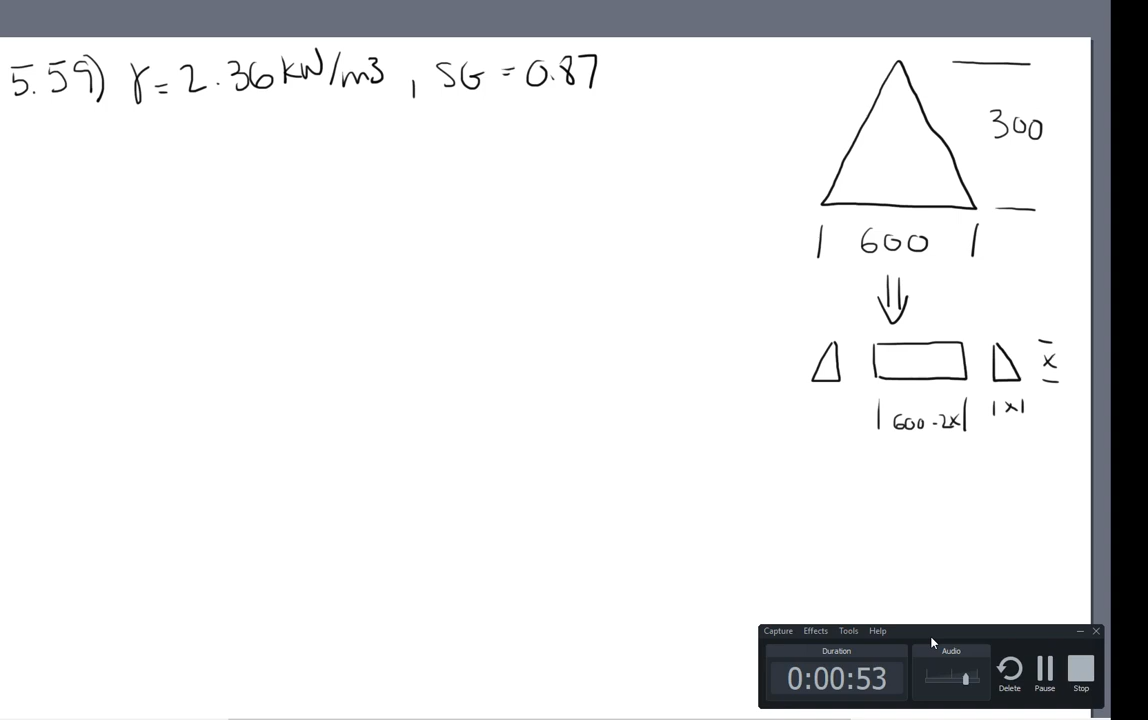 5.59) γ = 2.36 kN/m3 , SG = 0.87
300
| 600 |
x
| 600 - 2x | | x |
Capture Effects Tools Help
Duration Audio
0:00:53
Delete Pause Stop